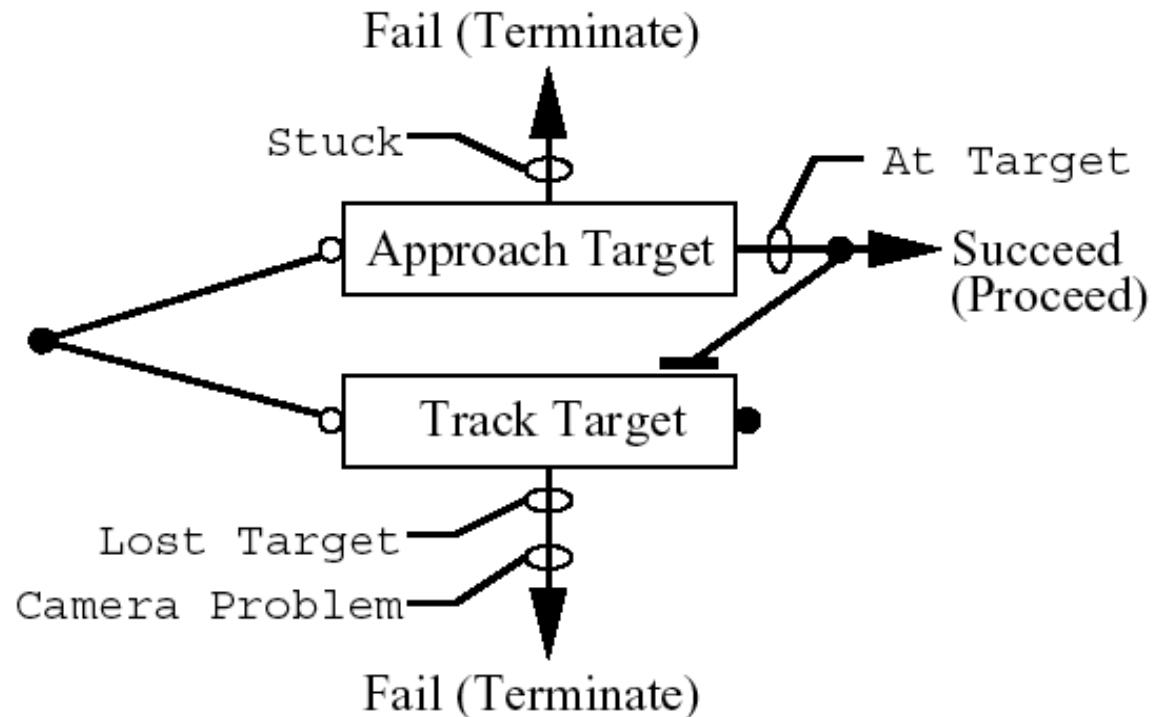 Fail (Terminate)
Stuck
At Target
Approach Target
Succeed
(Proceed)
Track Target
Lost Target
Camera Problem
Fail (Terminate)